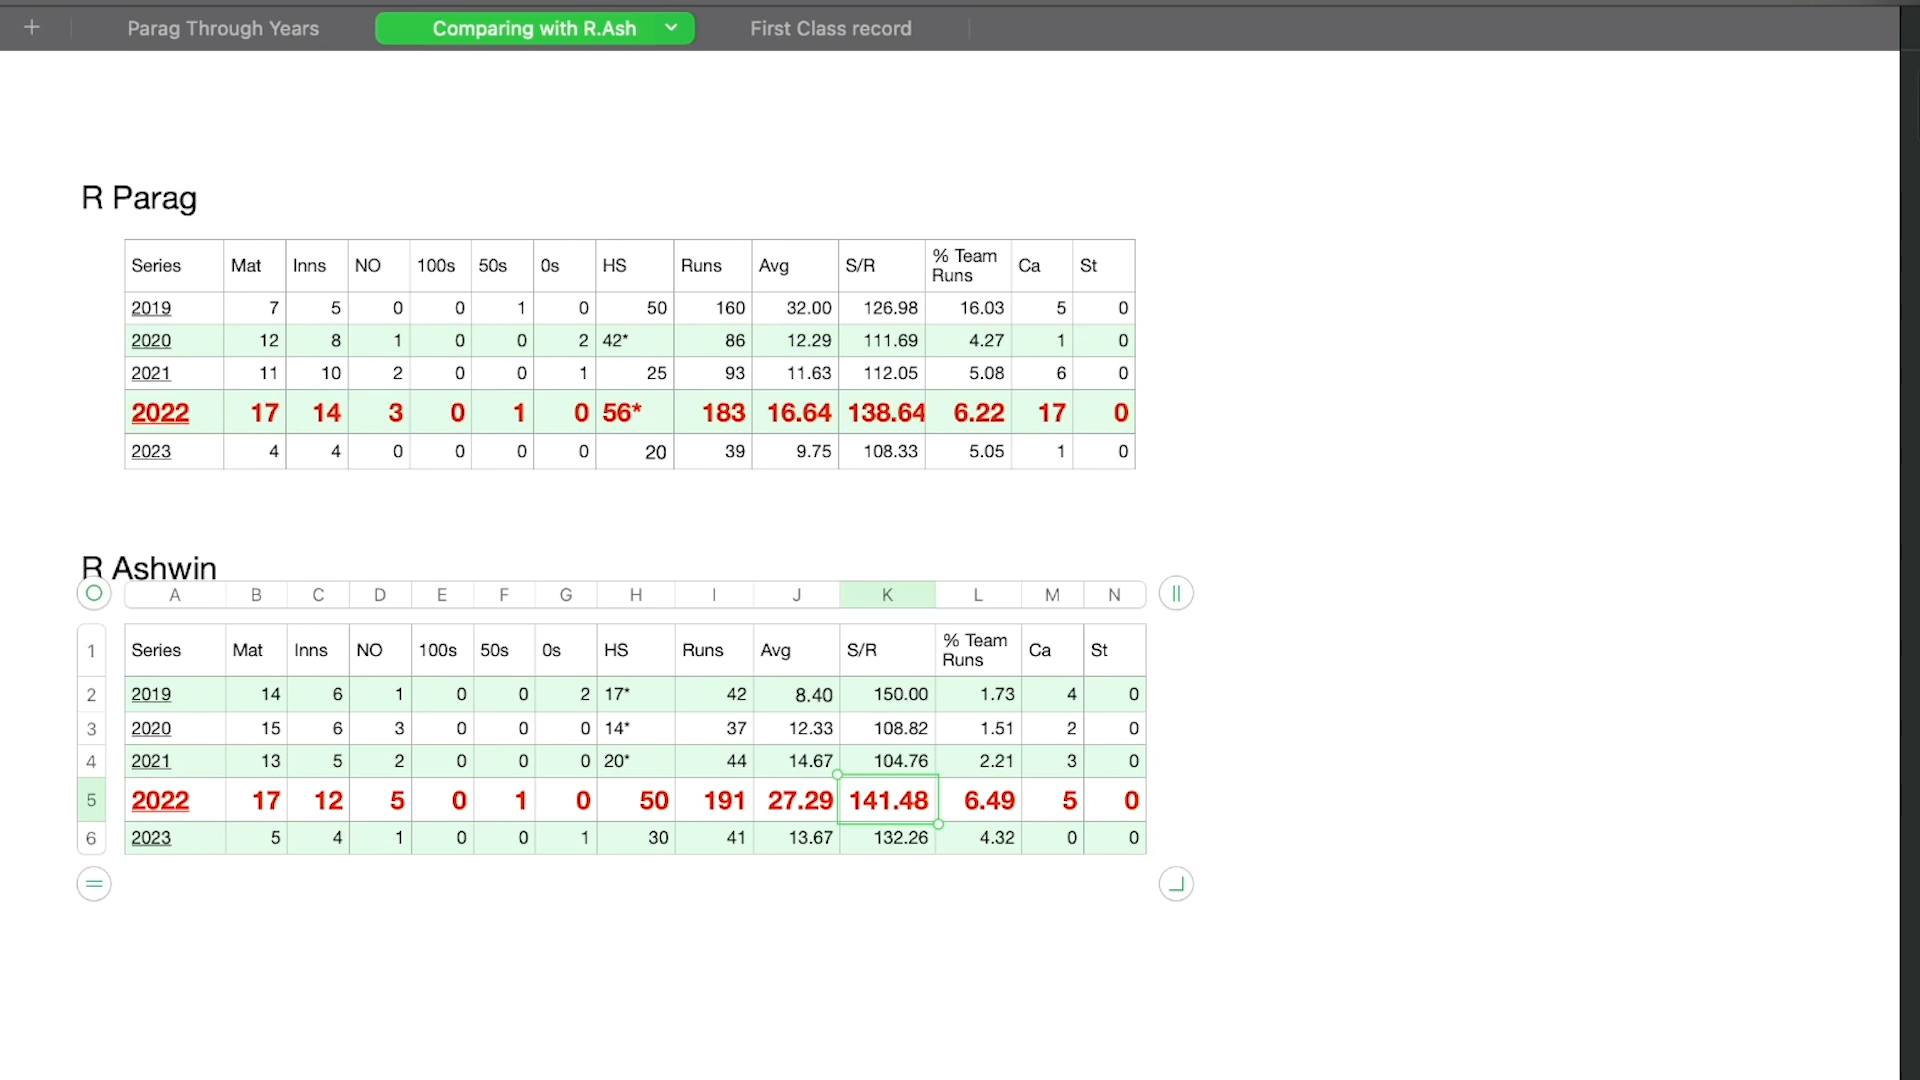 + Parag Through Years Comparing with R.Ash First Class record
R Parag
Series Mat Inns NO 100s 50s 0s HS Runs Avg S/R % Team Runs Ca St
2019 7 5 0 0 1 0 50 160 32.00 126.98 16.03 5 0
2020 12 8 1 0 0 2 42* 86 12.29 111.69 4.27 1 0
2021 11 10 2 0 0 1 25 93 11.63 112.05 5.08 6 0
2022 17 14 3 0 1 0 56* 183 16.64 138.64 6.22 17 0
2023 4 4 0 0 0 0 20 39 9.75 108.33 5.05 1 0
R Ashwin
A B C D E F G H I J K L M N
1 Series Mat Inns NO 100s 50s 0s HS Runs Avg S/R % Team Runs Ca St
2 2019 14 6 1 0 0 2 17* 42 8.40 150.00 1.73 4 0
3 2020 15 6 3 0 0 0 14* 37 12.33 108.82 1.51 2 0
4 2021 13 5 2 0 0 0 20* 44 14.67 104.76 2.21 3 0
5 2022 17 12 5 0 1 0 50 191 27.29 141.48 6.49 5 0
6 2023 5 4 1 0 0 1 30 41 13.67 132.26 4.32 0 0